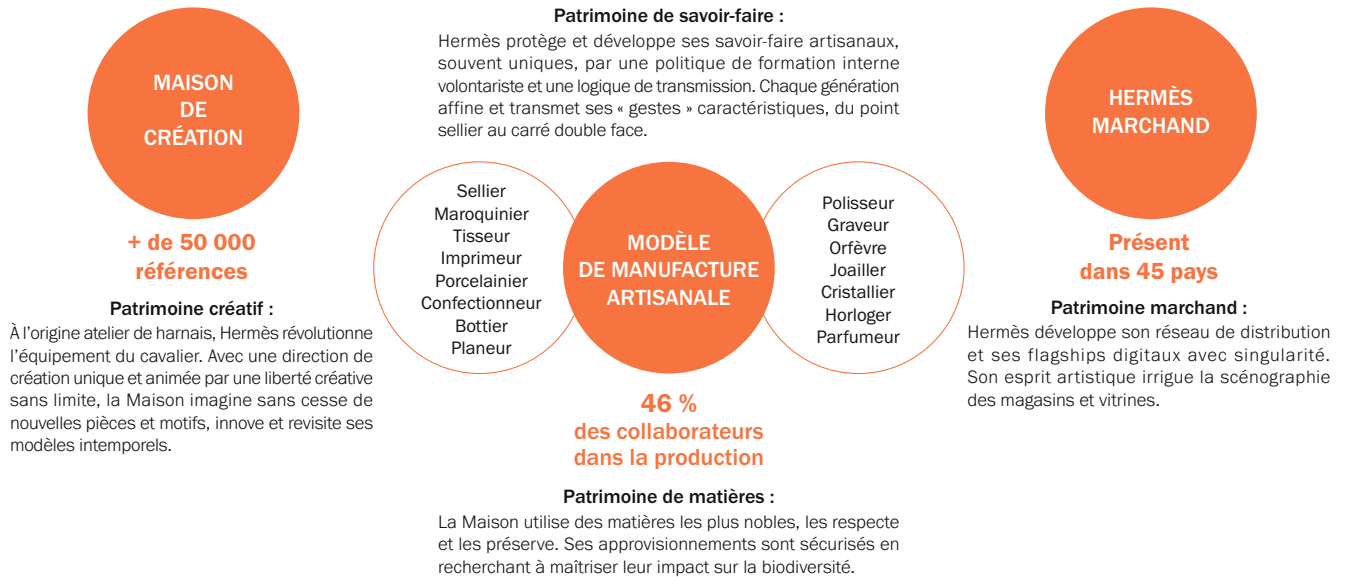 MAISON
DE
CRÉATION
+ de 50 000
références
Patrimoine créatif :
À l’origine atelier de harnais, Hermès révolutionne
l’équipement du cavalier. Avec une direction de
création unique et animée par une liberté créative
sans limite, la Maison imagine sans cesse de
nouvelles pièces et motifs, innove et revisite ses
modèles intemporels.
Patrimoine de savoir-faire :
Hermès protège et développe ses savoir-faire artisanaux,
souvent uniques, par une politique de formation interne
volontariste et une logique de transmission. Chaque génération
affine et transmet ses « gestes » caractéristiques, du point
sellier au carré double face.
Sellier
Maroquinier
Tisseur
Imprimeur
Porcelainier
Confectionneur
Bottier
Planeur
MODÈLE
DE MANUFACTURE
ARTISANALE
Polisseur
Graveur
Orfèvre
Joailler
Cristallier
Horloger
Parfumeur
46 %
des collaborateurs
dans la production
Patrimoine de matières :
La Maison utilise des matières les plus nobles, les respecte
et les préserve. Ses approvisionnements sont sécurisés en
recherchant à maîtriser leur impact sur la biodiversité.
HERMÈS
MARCHAND
Présent
dans 45 pays
Patrimoine marchand :
Hermès développe son réseau de distribution
et ses flagships digitaux avec singularité.
Son esprit artistique irrigue la scénographie
des magasins et vitrines.